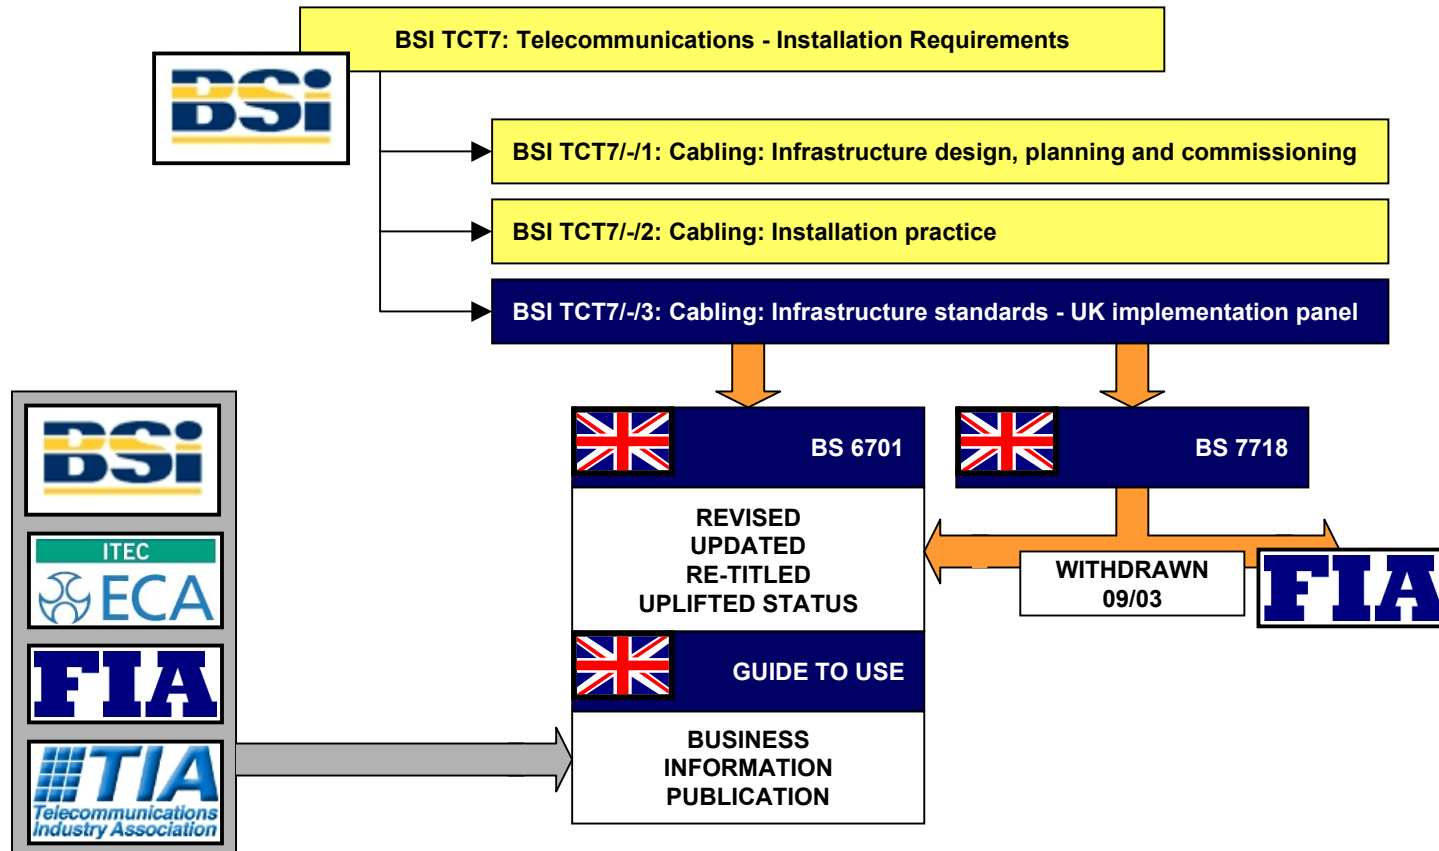 BSI TCT7: Telecommunications - Installation Requirements
BSi
BSI TCT7/-/1: Cabling: Infrastructure design, planning and commissioning
BSI TCT7/-/2: Cabling: Installation practice
BSI TCT7/-/3: Cabling: Infrastructure standards - UK implementation panel
BSi
ITEC
ECA
FIA
TIA
Telecommunications
Industry Association
BS 6701
REVISED
UPDATED
RE-TITLED
UPLIFTED STATUS
GUIDE TO USE
BUSINESS
INFORMATION
PUBLICATION
BS 7718
WITHDRAWN
09/03
FIA